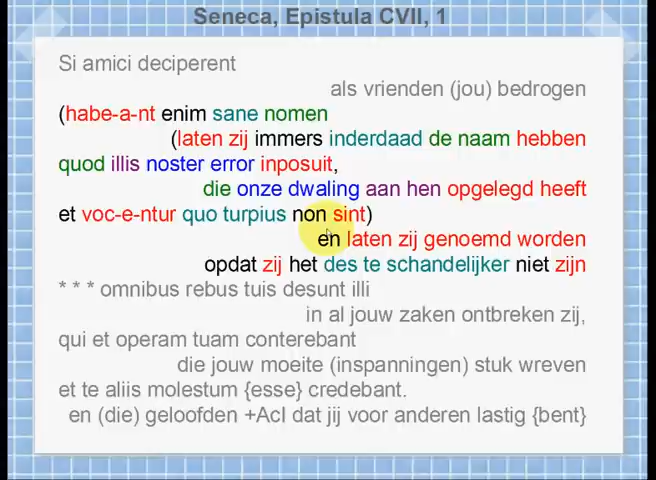 Seneca, Epistula CVII, 1
Si amici deciperent
als vrienden (jou) bedrogen
(habe-a-nt enim sane nomen
(laten zij immers inderdaad de naam hebben
quod illis noster error inposuit,
die onze dwaling aan hen opgelegd heeft
et voc-e-ntur quo turpius non sint)
en laten zij genoemd worden
opdat zij het des te schandelijker niet zijn
* * * omnibus rebus tuis desunt illi
in al jouw zaken ontbreken zij,
qui et operam tuam conterebant
die jouw moeite (inspanningen) stuk wreven
et te aliis molestum {esse} credebant.
en (die) geloofden +AcI dat jij voor anderen lastig {bent}